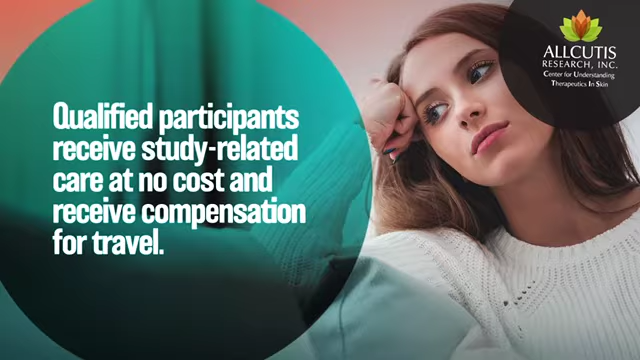 Qualified participants
receive study-related
care at no cost and
receive compensation
for travel.
ALLCUTIS
RESEARCH, INC.
Center for Understanding
Therapeutics In Skin